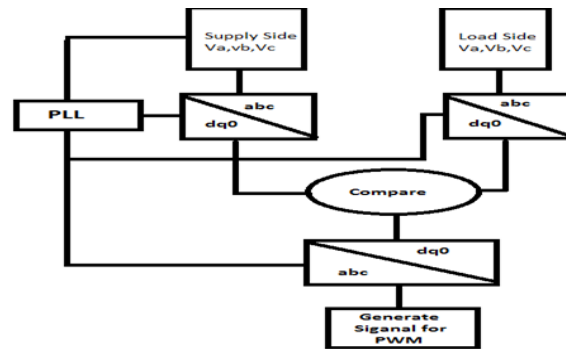 Supply Side
Va,vb,Vc
Load Side
Va,Vb,Vc
PLL
abc
dq0
abc
dq0
Compare
dq0
abc
Generate
Siganal for
PWM